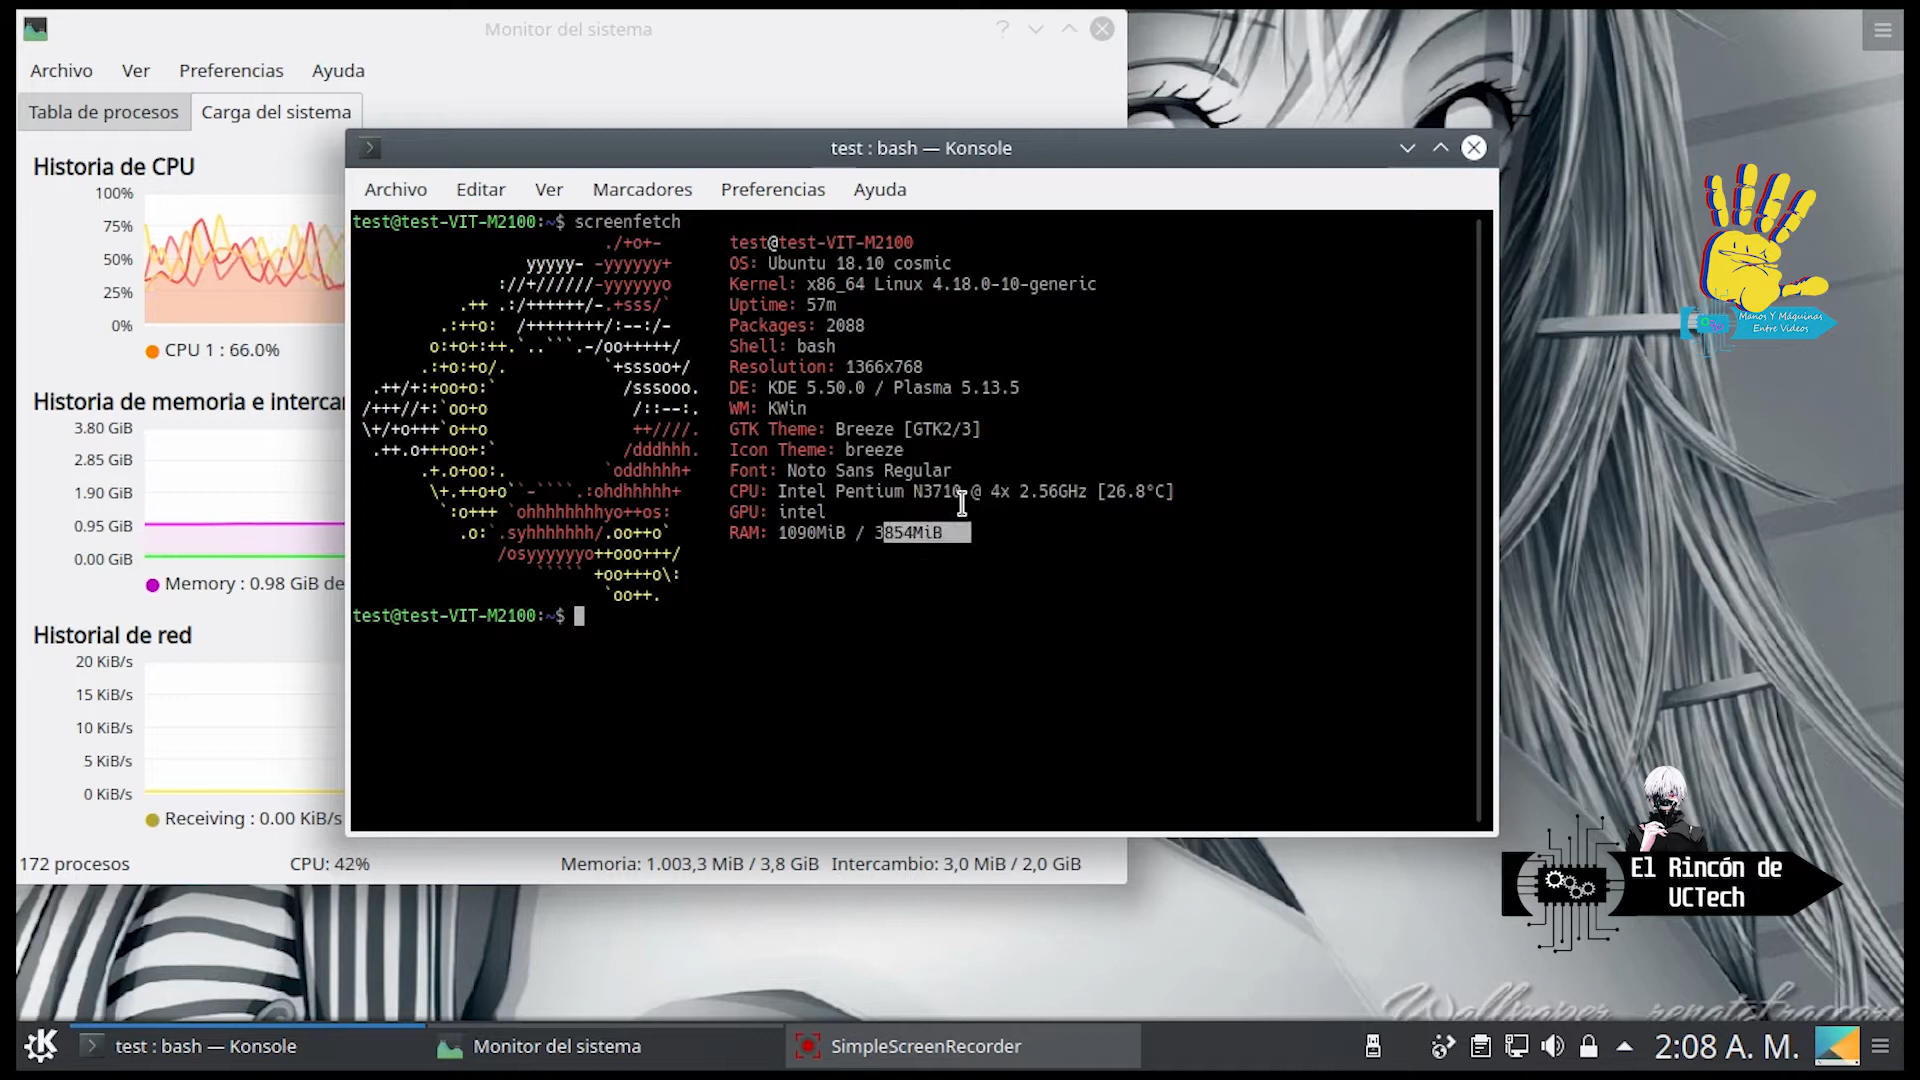 Monitor del sistema
Archivo Ver Preferencias Ayuda
Tabla de procesos Carga del sistema
Historia de CPU
100%
75%
50%
25%
0%
CPU 1 : 66.0%
Historia de memoria e interca
3.80 GiB
2.85 GiB
1.90 GiB
0.95 GiB
0.00 GiB
Memory : 0.98 GiB de
Historial de red
20 KiB/s
15 KiB/s
10 KiB/s
5 KiB/s
0 KiB/s
Receiving : 0.00 KiB/s
172 procesos CPU: 42% Memoria: 1.003,3 MiB / 3,8 GiB Intercambio: 3,0 MiB / 2,0 GiB
test : bash — Konsole
Archivo Editar Ver Marcadores Preferencias Ayuda
test@test-VIT-M2100:~$ screenfetch
test@test-VIT-M2100
OS: Ubuntu 18.10 cosmic
Kernel: x86_64 Linux 4.18.0-10-generic
Uptime: 57m
Packages: 2088
Shell: bash
Resolution: 1366x768
DE: KDE 5.50.0 / Plasma 5.13.5
WM: KWin
GTK Theme: Breeze [GTK2/3]
Icon Theme: breeze
Font: Noto Sans Regular
CPU: Intel Pentium N3710 @ 4x 2.56GHz [26.8°C]
GPU: intel
RAM: 1090MiB / 3854MiB
test@test-VIT-M2100:~$
Manos Y Máquinas
Entre Videos
El Rincón de
UCTech
Wallpaper
test : bash — Konsole Monitor del sistema SimpleScreenRecorder 2:08 A. M.